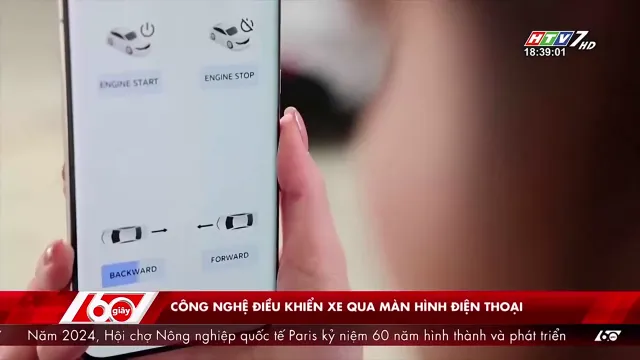 HTV7 HD
18:39:01
ENGINE START
ENGINE STOP
BACKWARD
FORWARD
60 giây
CÔNG NGHỆ ĐIỀU KHIỂN XE QUA MÀN HÌNH ĐIỆN THOẠI
Năm 2024, Hội chợ Nông nghiệp quốc tế Paris kỷ niệm 60 năm hình thành và phát triển
60